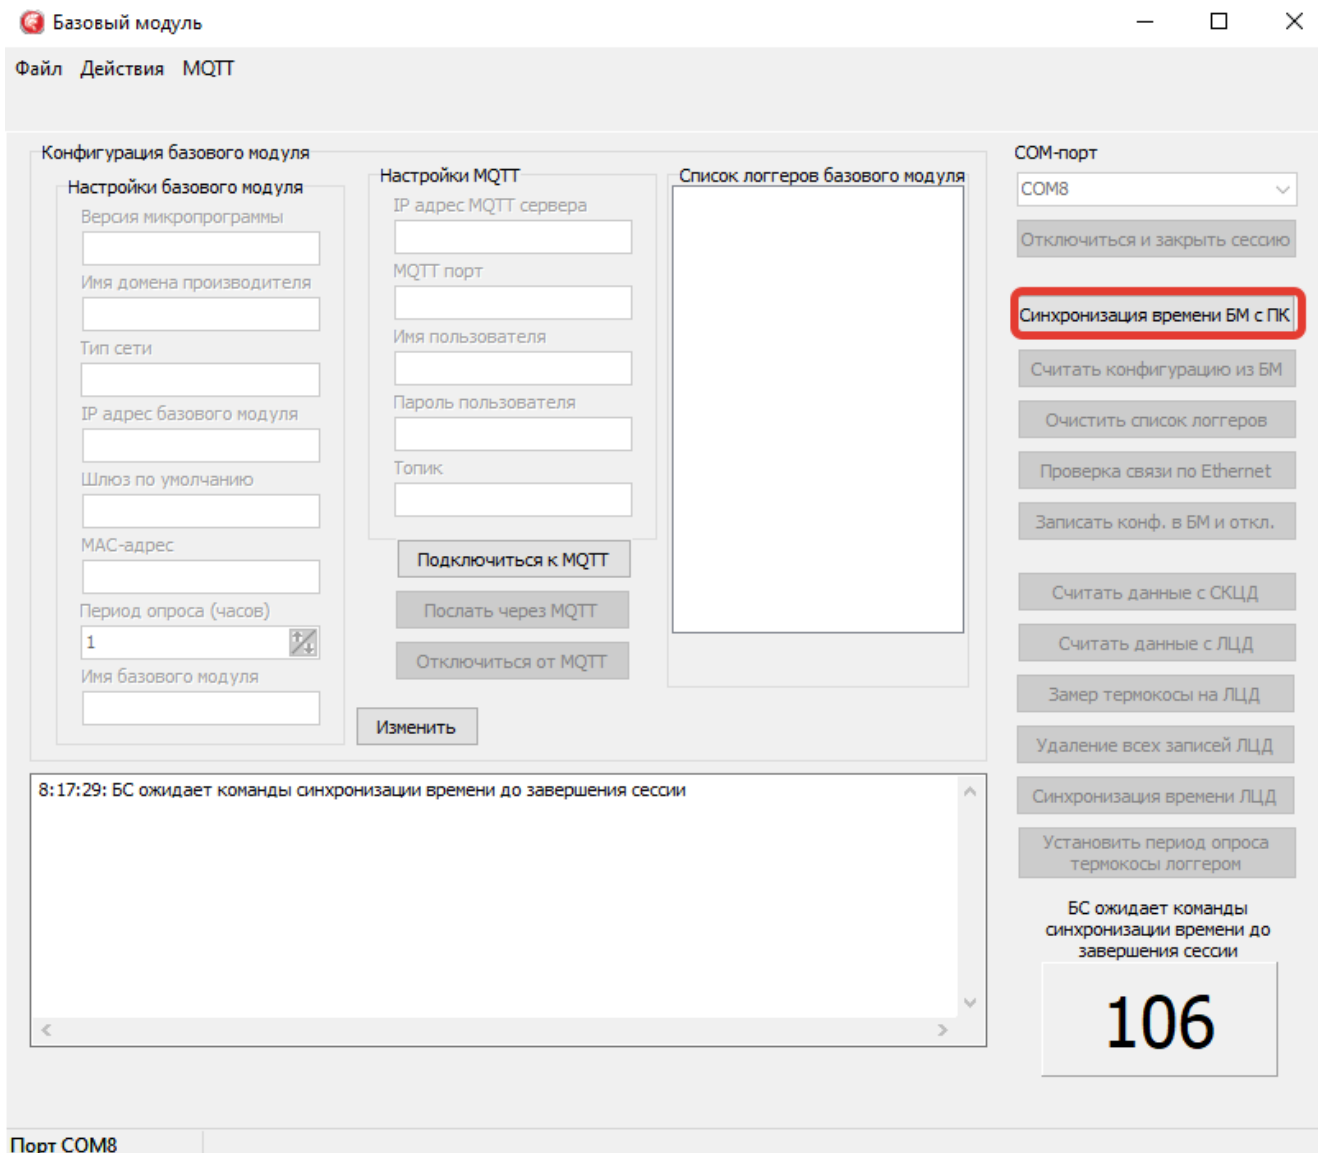 Базовый модуль
Файл Действия MQTT
Конфигурация базового модуля
Настройки базового модуля
Версия микропрограммы
Имя домена производителя
Тип сети
IP адрес базового модуля
Шлюз по умолчанию
MAC-адрес
Период опроса (часов)
1
Имя базового модуля
Настройки MQTT
IP адрес MQTT сервера
MQTT порт
Имя пользователя
Пароль пользователя
Топик
Подключиться к MQTT
Послать через MQTT
Отключиться от MQTT
Изменить
Список логгеров базового модуля
8:17:29: БС ожидает команды синхронизации времени до завершения сессии
COM-порт
COM8
Отключиться и закрыть сессию
Синхронизация времени БМ с ПК
Считать конфигурацию из БМ
Очистить список логгеров
Проверка связи по Ethernet
Записать конф. в БМ и откл.
Считать данные с СКЦД
Считать данные с ЛЦД
Замер термокосы на ЛЦД
Удаление всех записей ЛЦД
Синхронизация времени ЛЦД
Установить период опроса
термокосы логгером
БС ожидает команды
синхронизации времени до
завершения сессии
106
Порт COM8